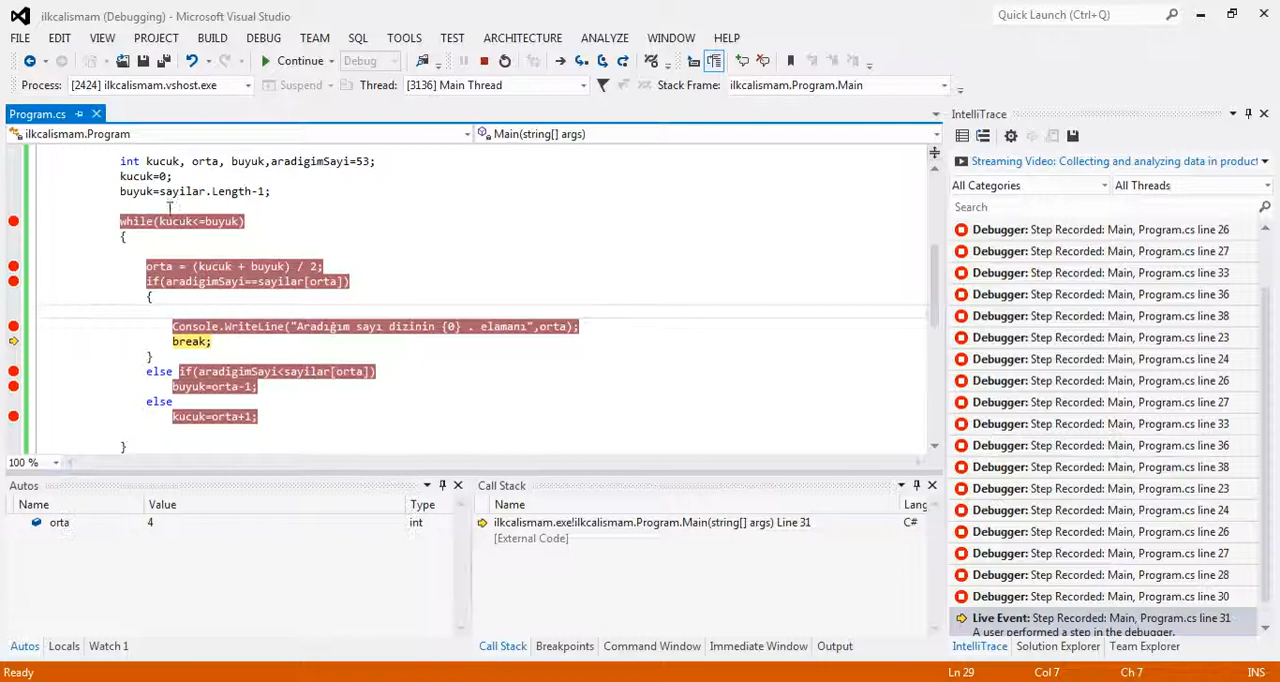 ilkcalismam (Debugging) - Microsoft Visual Studio
Quick Launch (Ctrl+Q)
FILE EDIT VIEW PROJECT BUILD DEBUG TEAM SQL TOOLS TEST ARCHITECTURE ANALYZE WINDOW HELP
Continue Debug
Process: [2424] ilkcalismam.vshost.exe Suspend Thread: [3136] Main Thread Stack Frame: ilkcalismam.Program.Main
Program.cs
ilkcalismam.Program Main(string[] args)
int kucuk, orta, buyuk,aradigimSayi=53;
kucuk=0;
buyuk=sayilar.Length-1;
while(kucuk<=buyuk)
{
orta = (kucuk + buyuk) / 2;
if(aradigimSayi==sayilar[orta])
{
Console.WriteLine("Aradığım sayı dizinin {0} . elamanı",orta);
break;
}
else if(aradigimSayi<sayilar[orta])
buyuk=orta-1;
else
kucuk=orta+1;
}
100 %
IntelliTrace
Streaming Video: Collecting and analyzing data in product
All Categories All Threads
Search
Debugger: Step Recorded: Main, Program.cs line 26
Debugger: Step Recorded: Main, Program.cs line 27
Debugger: Step Recorded: Main, Program.cs line 33
Debugger: Step Recorded: Main, Program.cs line 36
Debugger: Step Recorded: Main, Program.cs line 38
Debugger: Step Recorded: Main, Program.cs line 23
Debugger: Step Recorded: Main, Program.cs line 24
Debugger: Step Recorded: Main, Program.cs line 26
Debugger: Step Recorded: Main, Program.cs line 27
Debugger: Step Recorded: Main, Program.cs line 33
Debugger: Step Recorded: Main, Program.cs line 36
Debugger: Step Recorded: Main, Program.cs line 38
Debugger: Step Recorded: Main, Program.cs line 23
Debugger: Step Recorded: Main, Program.cs line 24
Debugger: Step Recorded: Main, Program.cs line 26
Debugger: Step Recorded: Main, Program.cs line 27
Debugger: Step Recorded: Main, Program.cs line 28
Debugger: Step Recorded: Main, Program.cs line 30
Live Event: Step Recorded: Main, Program.cs line 31
A user performed a step in the debugger.
IntelliTrace Solution Explorer Team Explorer
Autos
Name Value Type
orta 4 int
Autos Locals Watch 1
Call Stack
Name Lang
ilkcalismam.exe!ilkcalismam.Program.Main(string[] args) Line 31 C#
[External Code]
Call Stack Breakpoints Command Window Immediate Window Output
Ready Ln 29 Col 7 Ch 7 INS